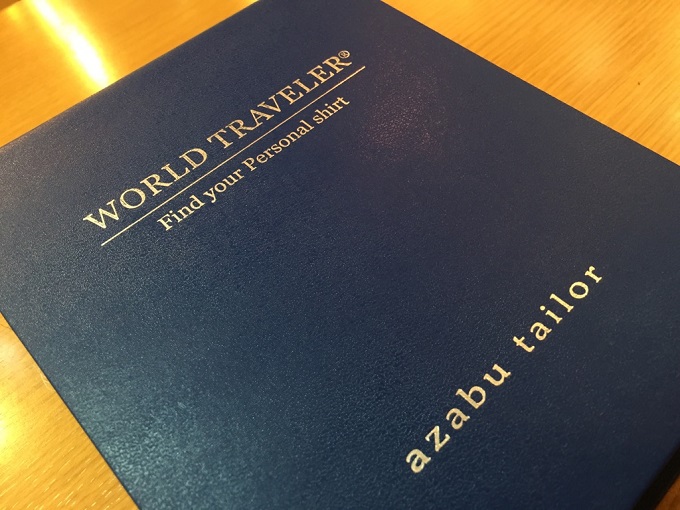 WORLD TRAVELER®
Find your Personal shirt
azabu tailor